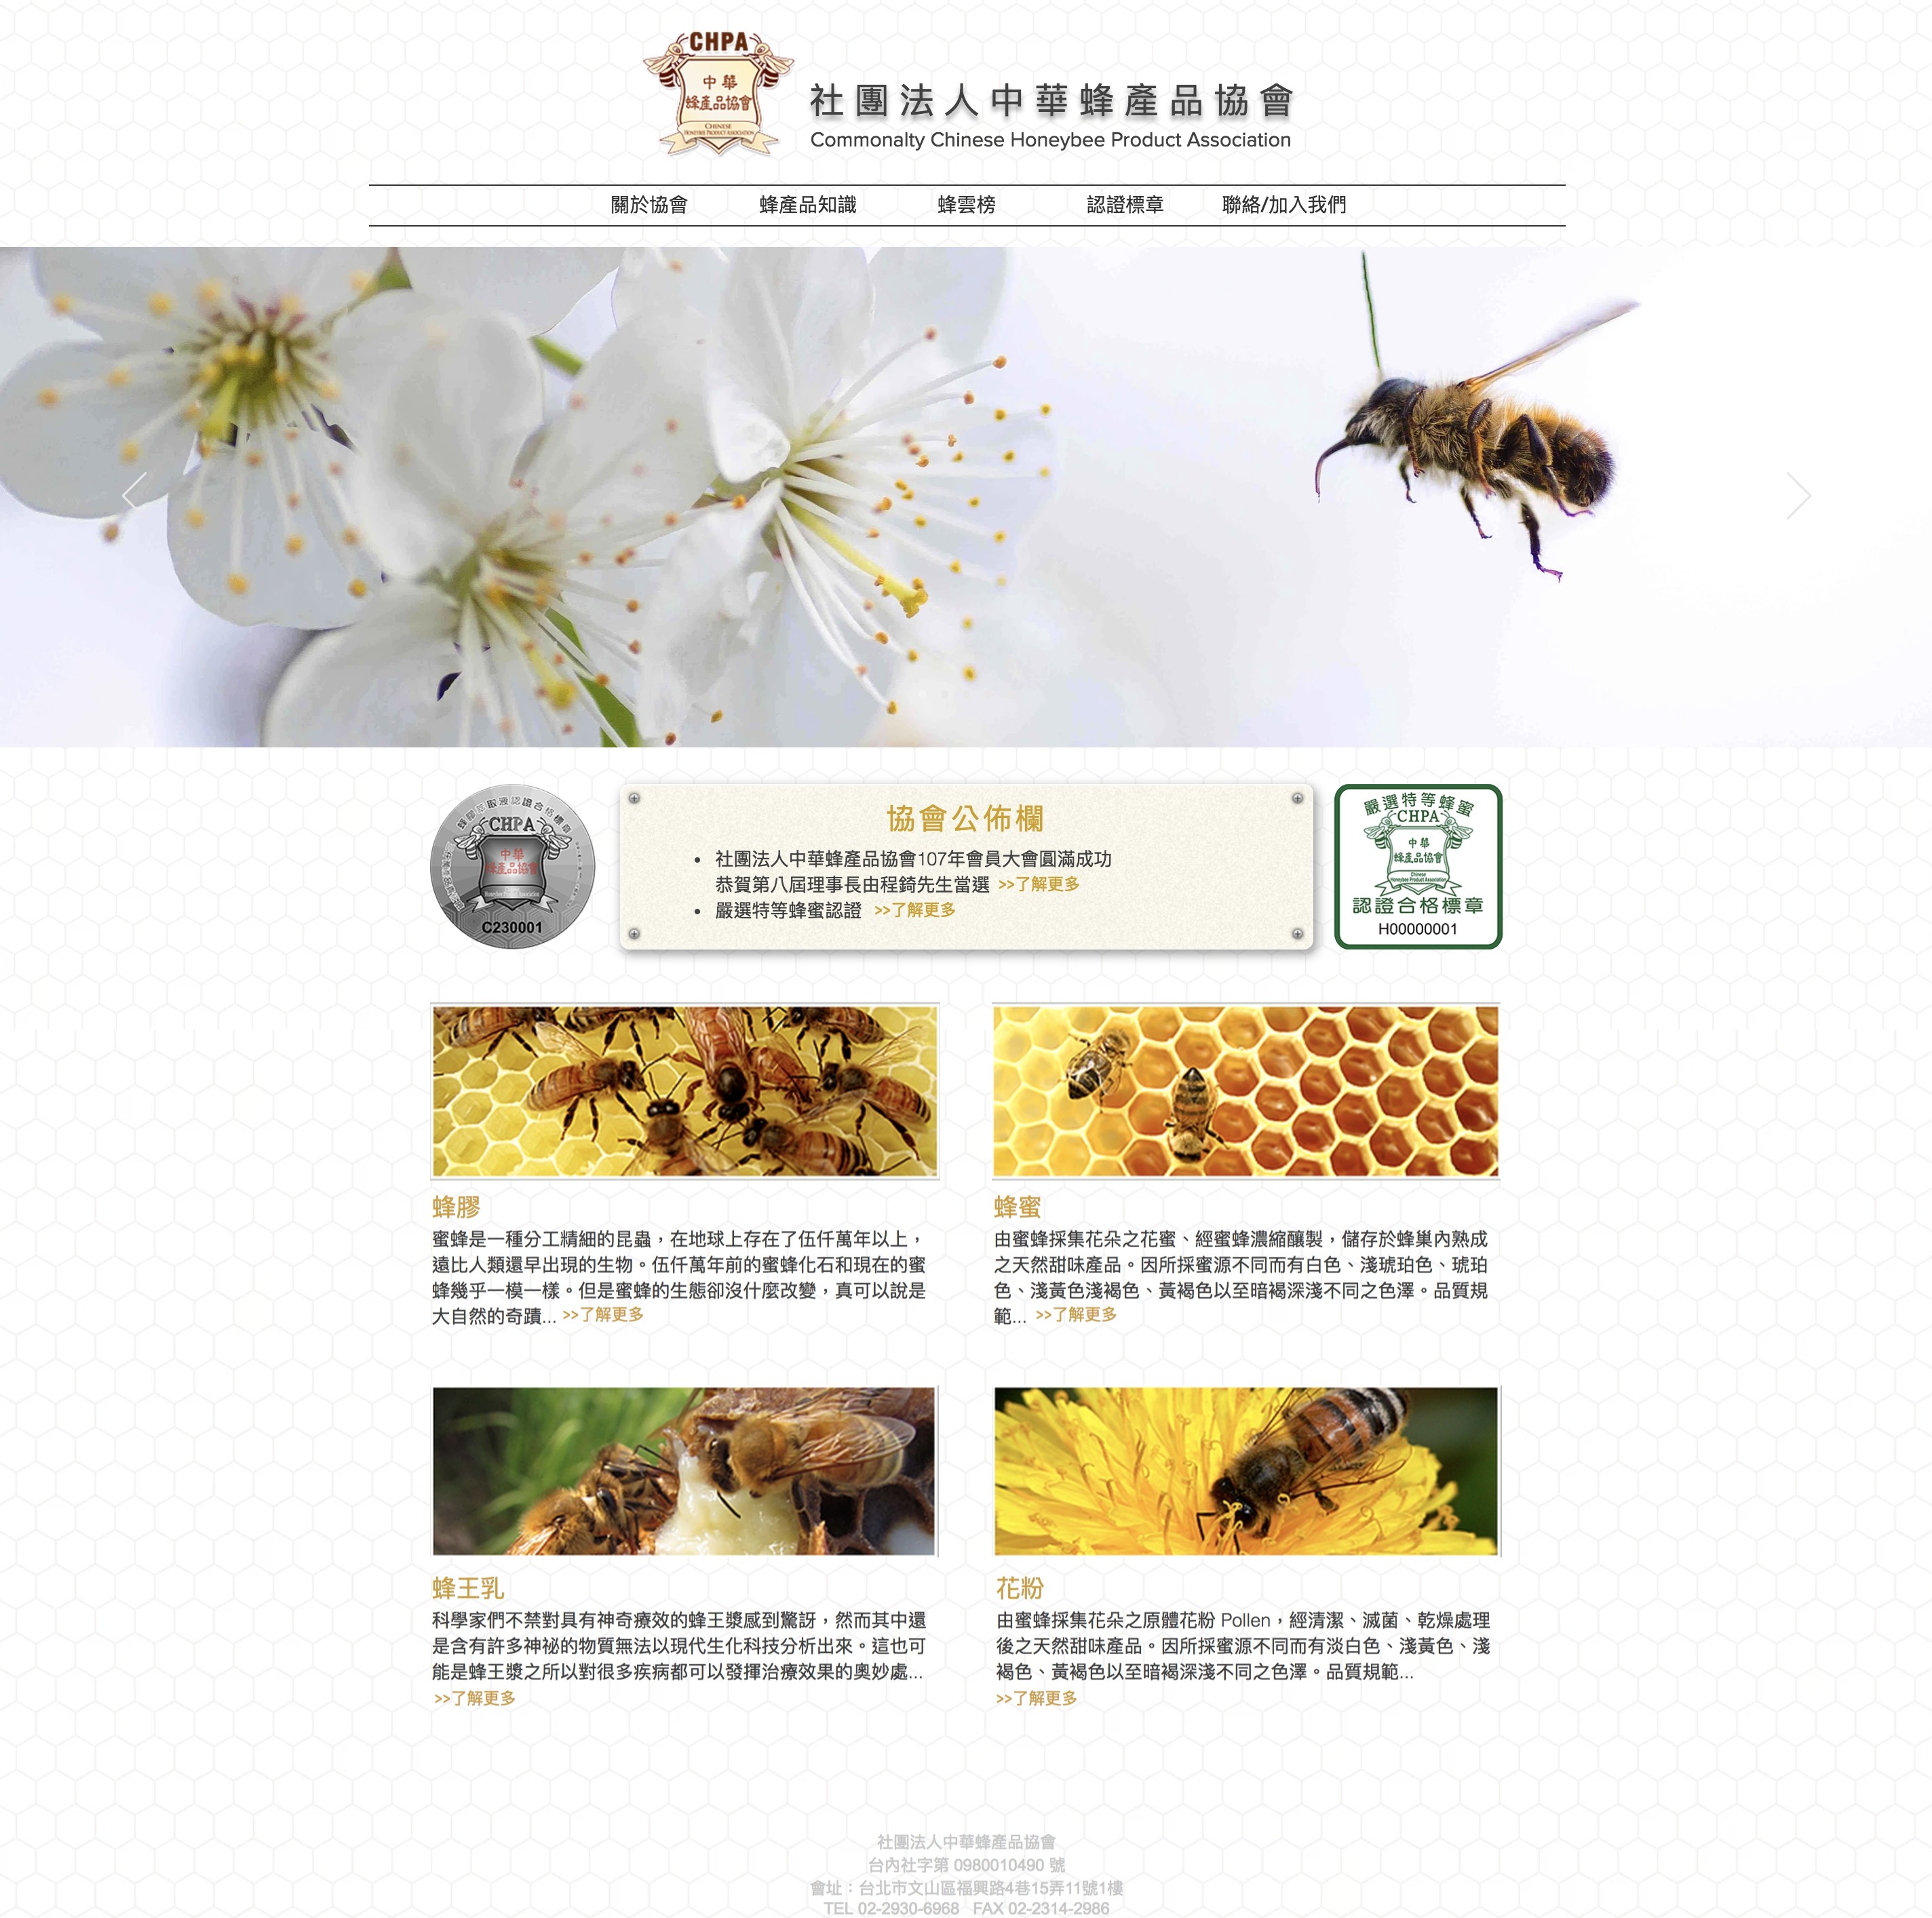 CHPA
中華
蜂產品協會
CHINESE
HONEYBEE PRODUCT ASSOCIATION
社團法人中華蜂產品協會
Commonalty Chinese Honeybee Product Association
關於協會 蜂產品知識 蜂雲榜 認證標章 聯絡/加入我們
蜂膠萃取液認證合格標章
CHPA
中華
蜂產品協會
C230001
協會公佈欄
• 社團法人中華蜂產品協會107年會員大會圓滿成功
恭賀第八屆理事長由程錡先生當選 >>了解更多
• 嚴選特等蜂蜜認證 >>了解更多
嚴選特等蜂蜜
CHPA
中華
蜂產品協會
Chinese
Honeybee Product Association
認證合格標章
H00000001
蜂膠
蜜蜂是一種分工精細的昆蟲，在地球上存在了伍仟萬年以上，
遠比人類還早出現的生物。伍仟萬年前的蜜蜂化石和現在的蜜
蜂幾乎一模一樣。但是蜜蜂的生態卻沒什麼改變，真可以說是
大自然的奇蹟... >>了解更多
蜂蜜
由蜜蜂採集花朵之花蜜、經蜜蜂濃縮釀製，儲存於蜂巢內熟成
之天然甜味產品。因所採蜜源不同而有白色、淺琥珀色、琥珀
色、淺黃色淺褐色、黃褐色以至暗褐深淺不同之色澤。品質規
範... >>了解更多
蜂王乳
科學家們不禁對具有神奇療效的蜂王漿感到驚訝，然而其中還
是含有許多神祕的物質無法以現代生化科技分析出來。這也可
能是蜂王漿之所以對很多疾病都可以發揮治療效果的奧妙處...
>>了解更多
花粉
由蜜蜂採集花朵之原體花粉 Pollen，經清潔、滅菌、乾燥處理
後之天然甜味產品。因所採蜜源不同而有淡白色、淺黃色、淺
褐色、黃褐色以至暗褐深淺不同之色澤。品質規範...
>>了解更多
社團法人中華蜂產品協會
台內社字第 0980010490 號
會址：台北市文山區福興路4巷15弄11號1樓
TEL 02-2930-6968 FAX 02-2314-2986